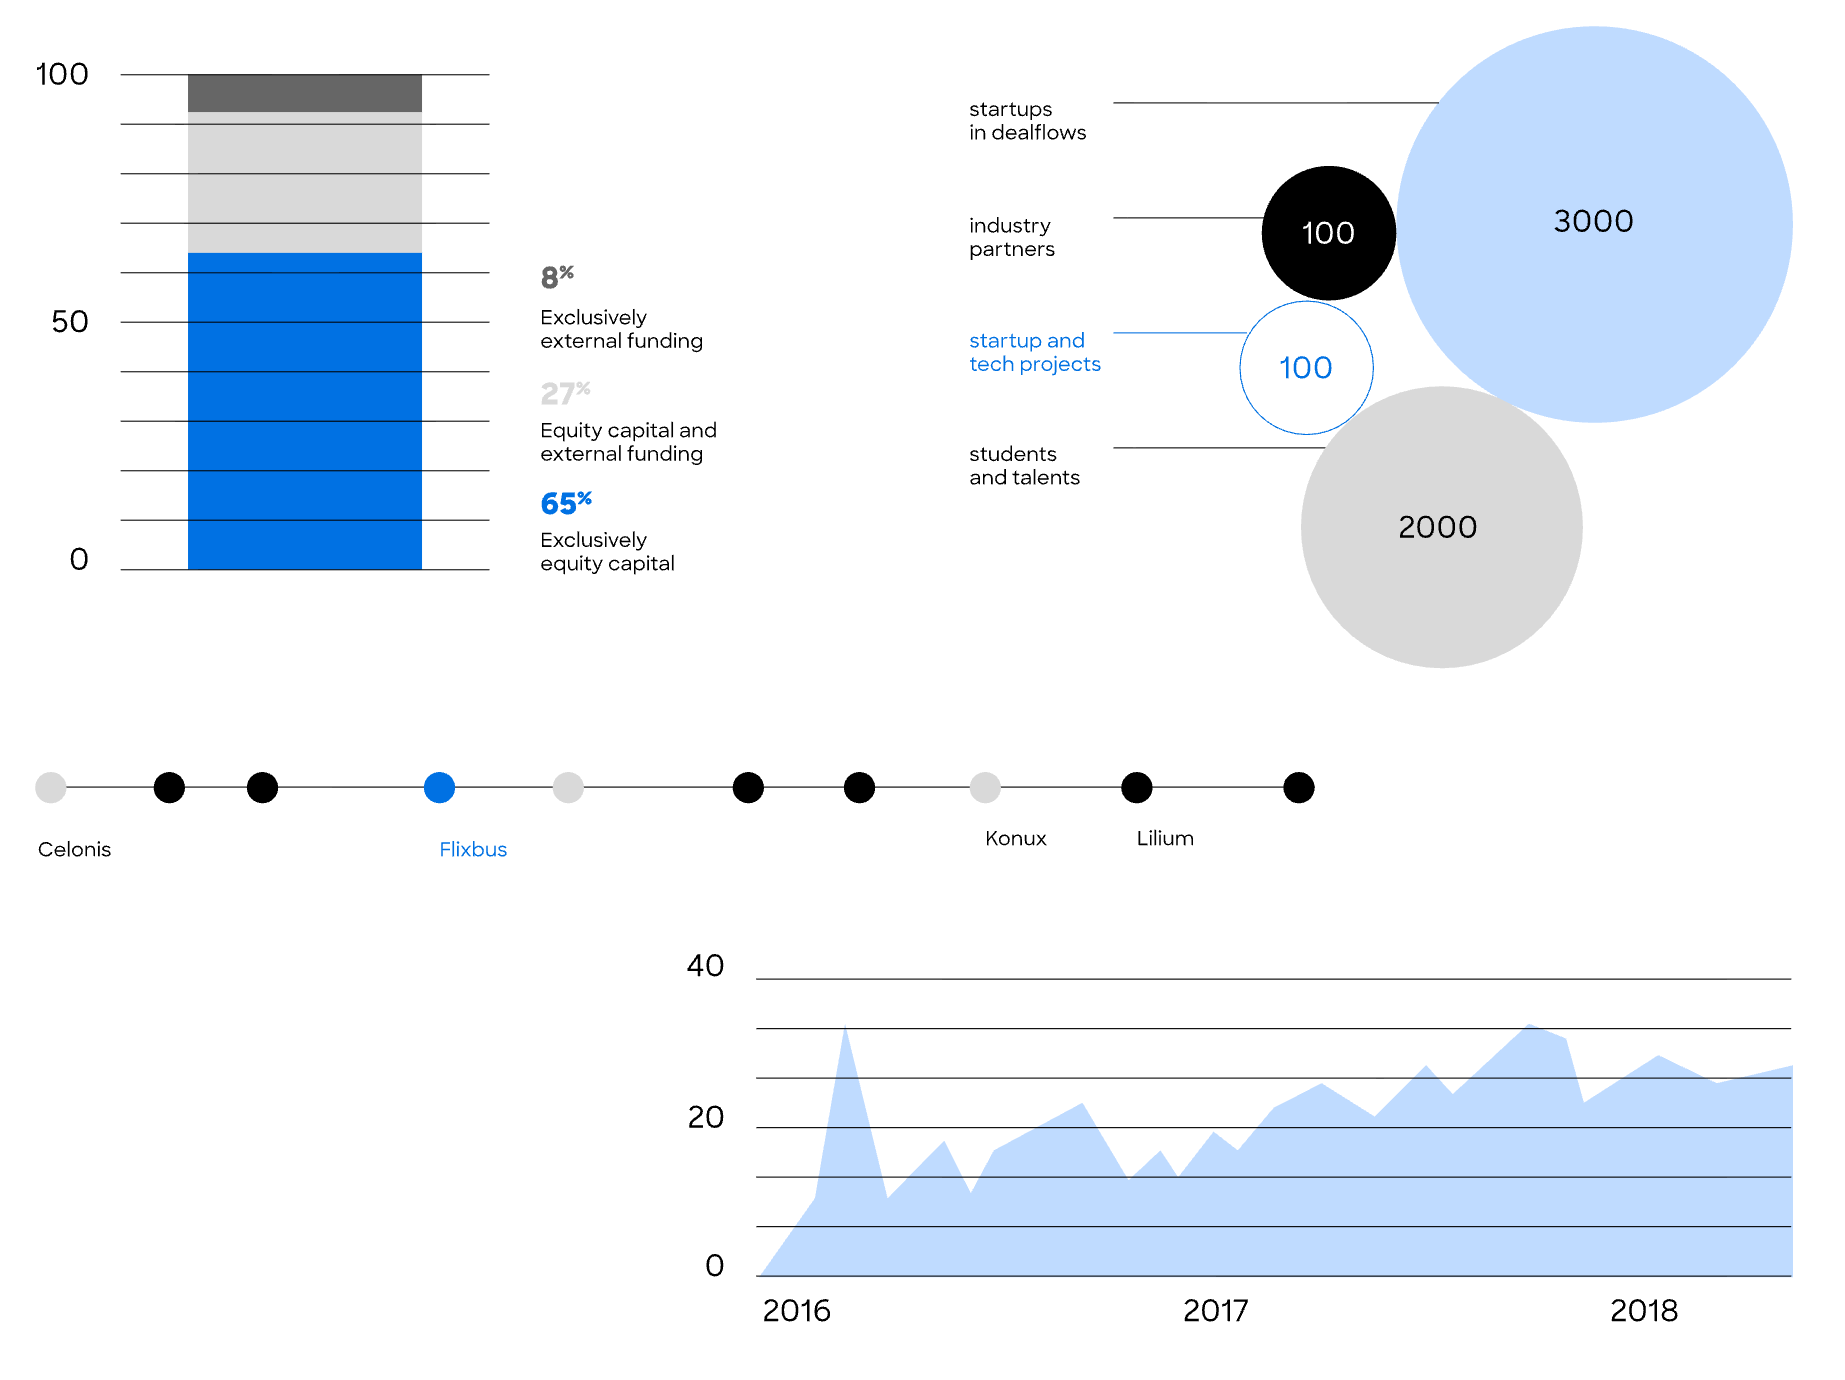 100
50
0
8%
Exclusively
external funding
27%
Equity capital and
external funding
65%
Exclusively
equity capital
startups
in dealflows
industry
partners
startup and
tech projects
students
and talents
3000
100
100
2000
Celonis
Flixbus
Konux
Lilium
40
20
0
2016
2017
2018